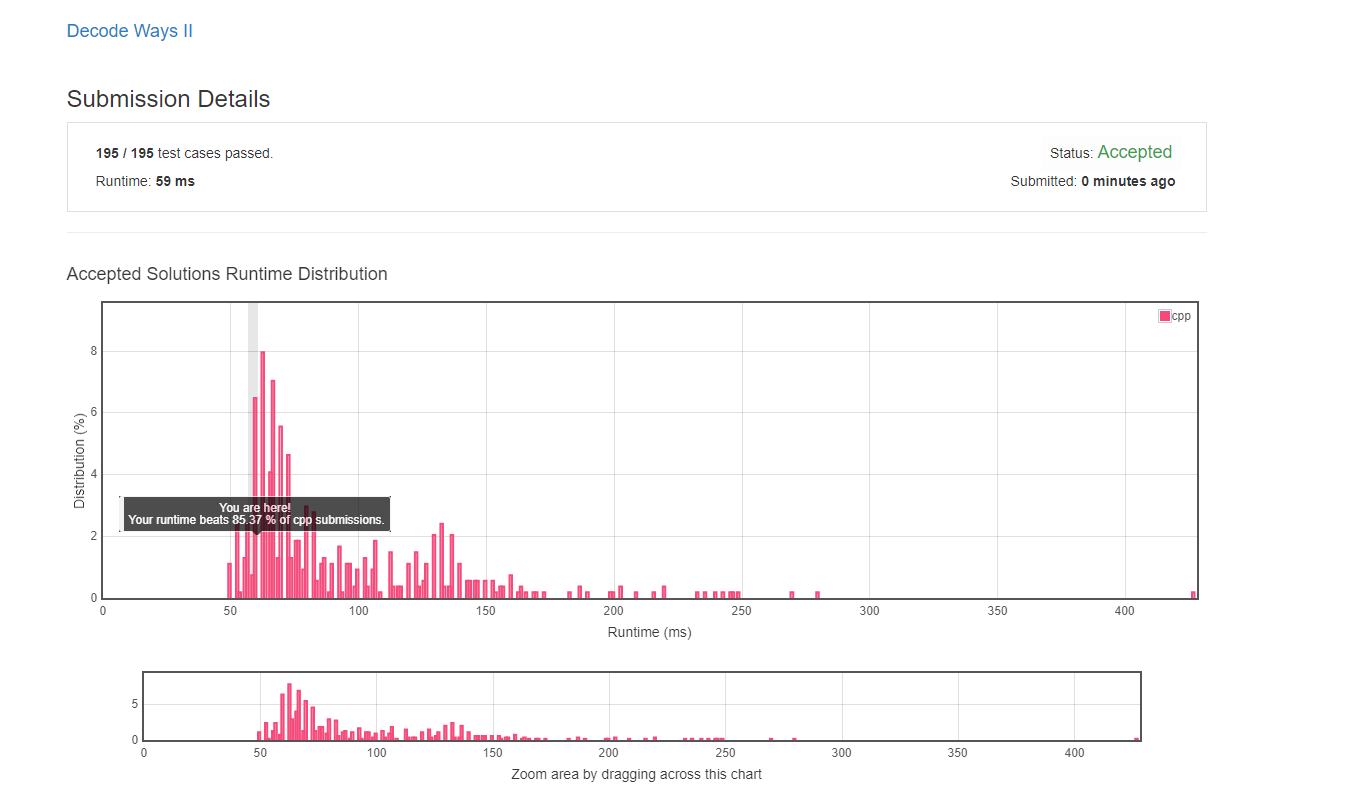 Decode Ways II
Submission Details
195 / 195 test cases passed.
Status: Accepted
Runtime: 59 ms
Submitted: 0 minutes ago
Accepted Solutions Runtime Distribution
cpp
8
6
4
2
0
Distribution (%)
You are here!
Your runtime beats 85.37 % of cpp submissions.
0 50 100 150 200 250 300 350 400
Runtime (ms)
5
0
0 50 100 150 200 250 300 350 400
Zoom area by dragging across this chart